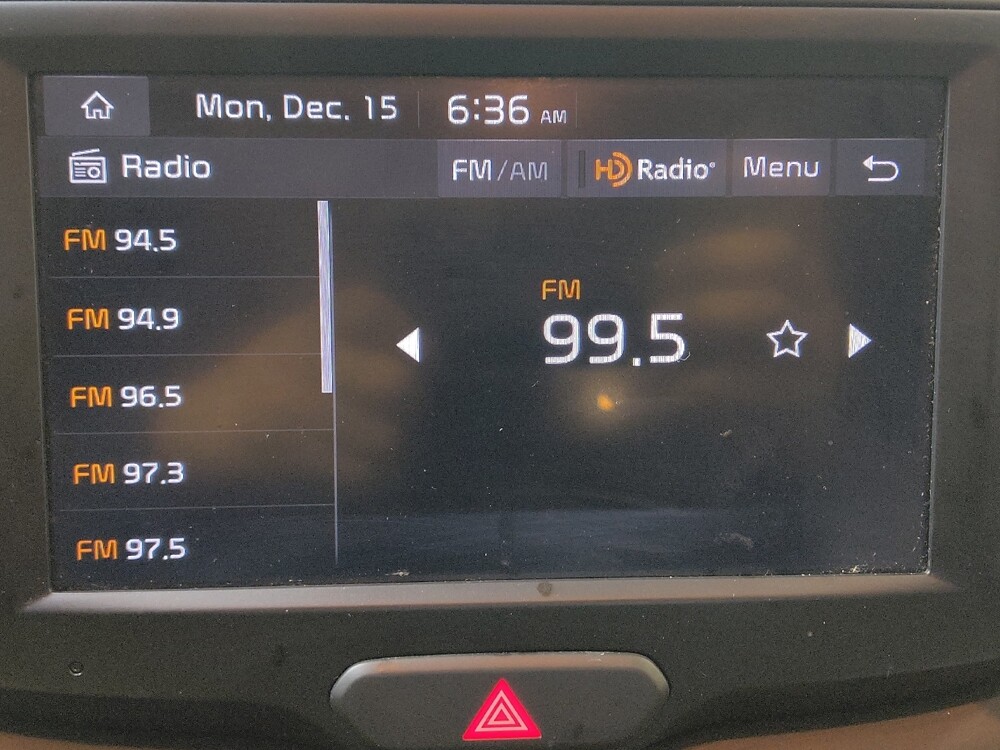 Mon, Dec. 15 6:36 AM
Radio FM/AM HD Radio® Menu
FM 94.5
FM 94.9
FM 96.5
FM 97.3
FM 97.5
FM
99.5